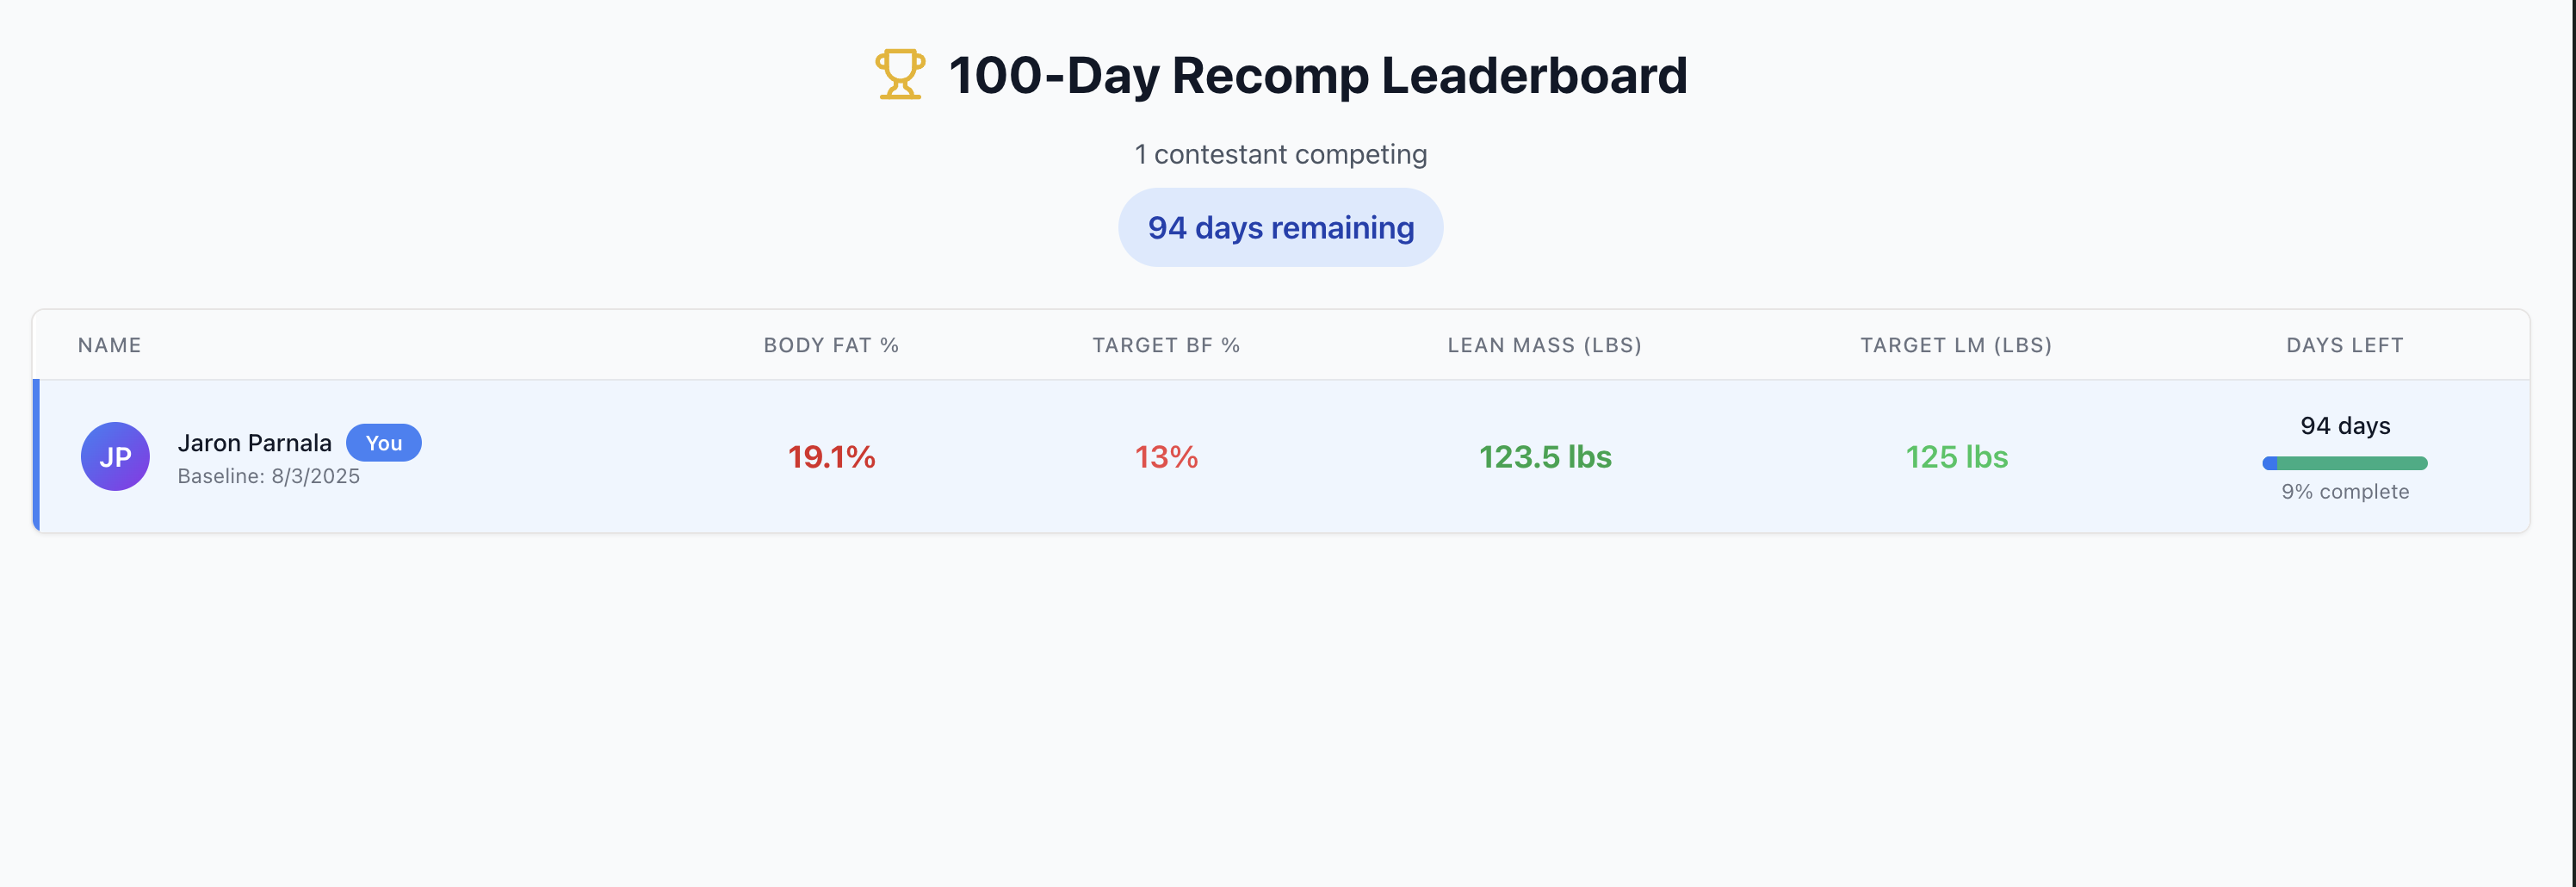 100-Day Recomp Leaderboard
1 contestant competing
94 days remaining
NAME BODY FAT % TARGET BF % LEAN MASS (LBS) TARGET LM (LBS) DAYS LEFT
JP Jaron Parnala You 19.1% 13% 123.5 lbs 125 lbs 94 days
Baseline: 8/3/2025 9% complete